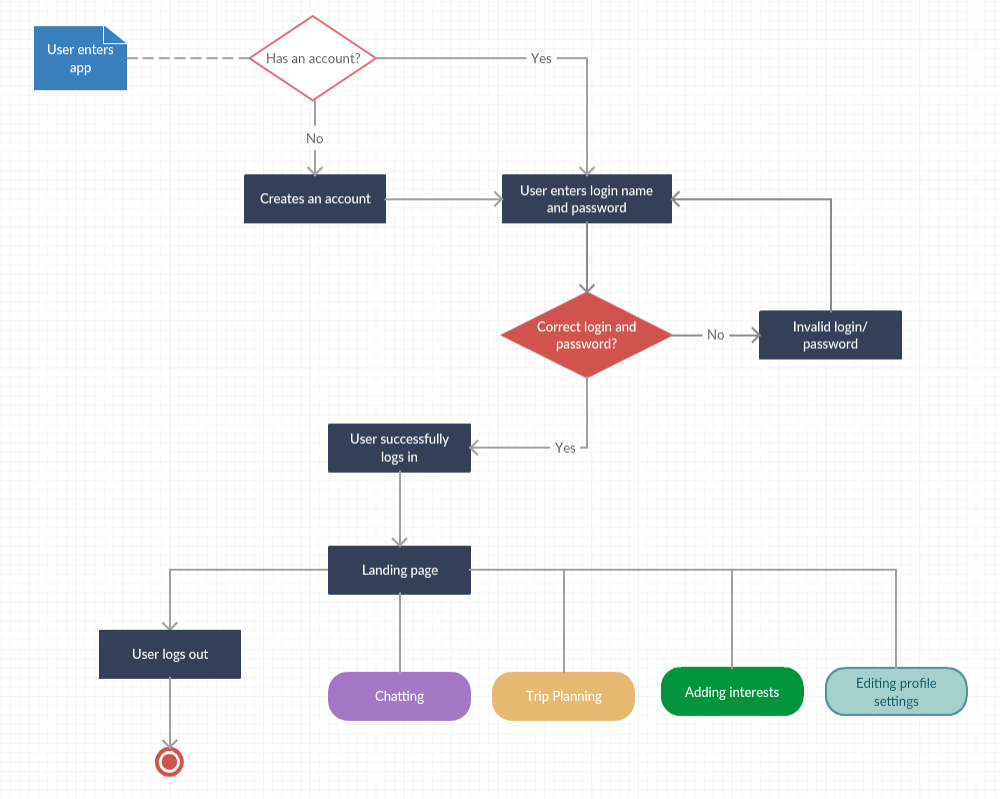 User enters
app
Has an account?
Yes
No
Creates an account
User enters login name
and password
Correct login and
password?
No
Invalid login/
password
Yes
User successfully
logs in
Landing page
User logs out
Chatting
Trip Planning
Adding interests
Editing profile
settings